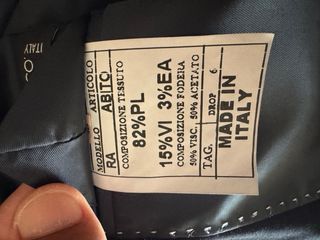 MODELLO ARTICOLO
RA ABITO
COMPOSIZIONE TESSUTO
82%PL
15%VI 3%EA
COMPOSIZIONE FODERA
50% VISC. 50% ACETATO
TAG. DROP 6
MADE IN
ITALY
ITALY